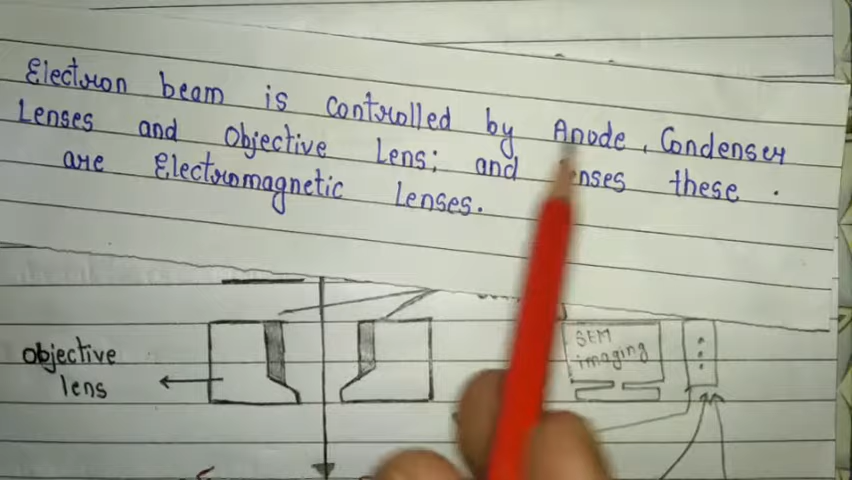 Electron beam is controlled by Anode, Condenser
Lenses and Objective Lens; and lenses these .
are Electromagnetic Lenses.
objective
lens
SEM
imaging